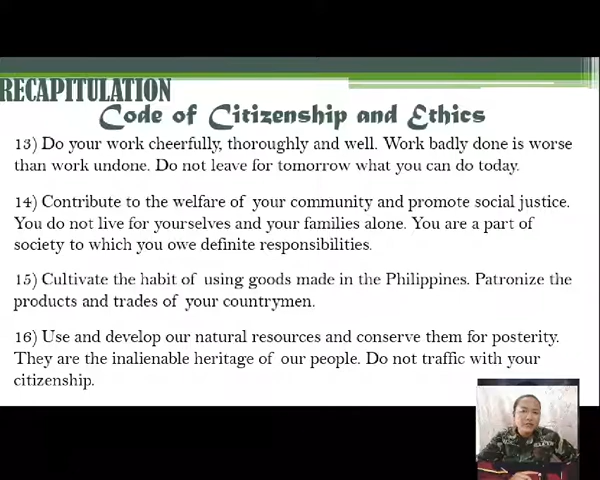 RECAPITULATION
Code of Citizenship and Ethics
13) Do your work cheerfully, thoroughly and well. Work badly done is worse
than work undone. Do not leave for tomorrow what you can do today.
14) Contribute to the welfare of your community and promote social justice.
You do not live for yourselves and your families alone. You are a part of
society to which you owe definite responsibilities.
15) Cultivate the habit of using goods made in the Philippines. Patronize the
products and trades of your countrymen.
16) Use and develop our natural resources and conserve them for posterity.
They are the inalienable heritage of our people. Do not traffic with your
citizenship.